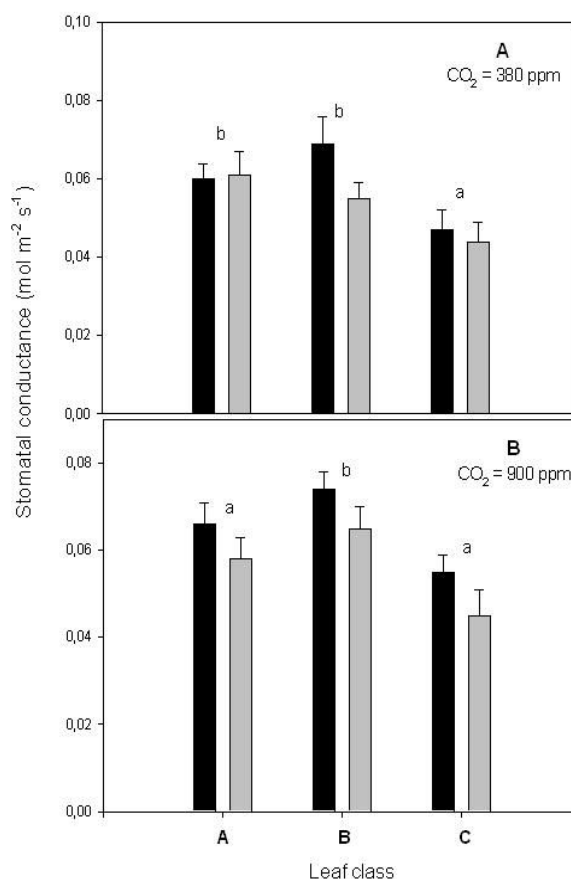 Stomatal conductance (mol m⁻² s⁻¹)
0,10
0,08
0,06
0,04
0,02
0,00
A
CO₂ = 380 ppm
b
b
a
0,08
0,06
0,04
0,02
0,00
B
CO₂ = 900 ppm
a
b
a
A B C
Leaf class